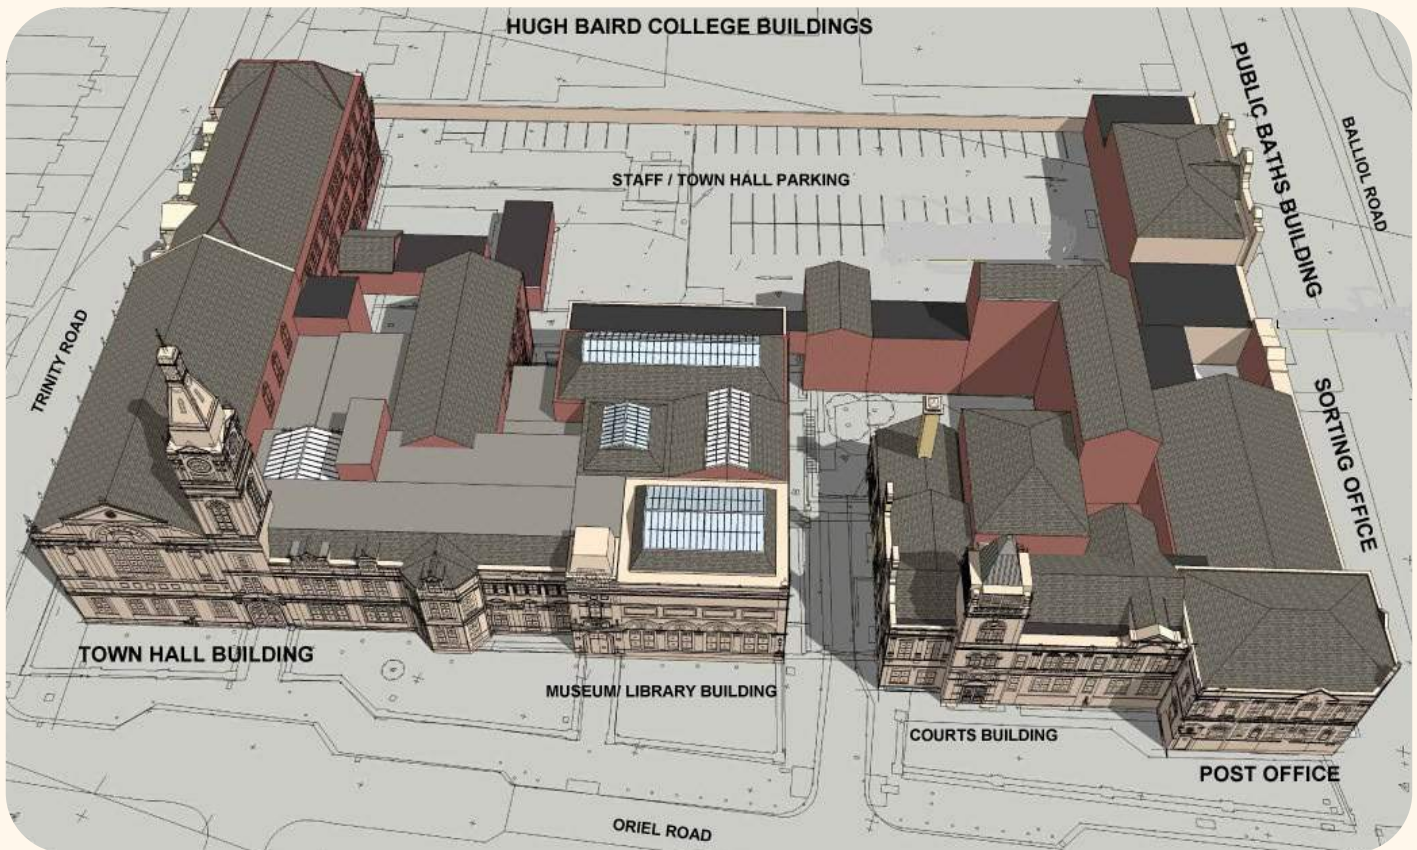 HUGH BAIRD COLLEGE BUILDINGS
PUBLIC BATHS BUILDING
BALLIOL ROAD
STAFF / TOWN HALL PARKING
TRINITY ROAD
SORTING OFFICE
TOWN HALL BUILDING
MUSEUM/ LIBRARY BUILDING
COURTS BUILDING
POST OFFICE
ORIEL ROAD